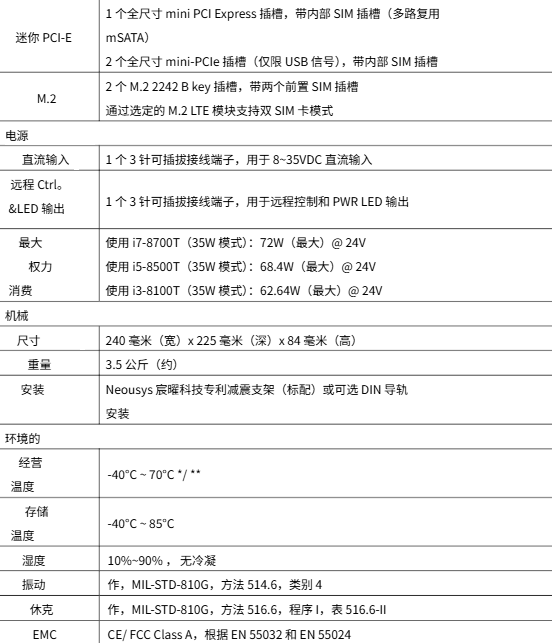 迷你 PCI-E
1 个全尺寸 mini PCI Express 插槽，带内部 SIM 插槽（多路复用
mSATA）
2 个全尺寸 mini-PCIe 插槽（仅限 USB 信号），带内部 SIM 插槽
M.2
2 个 M.2 2242 B key 插槽，带两个前置 SIM 插槽
通过选定的 M.2 LTE 模块支持双 SIM 卡模式
电源
直流输入
1 个 3 针可插拔接线端子，用于 8~35VDC 直流输入
远程 Ctrl。
&LED 输出
1 个 3 针可插拔接线端子，用于远程控制和 PWR LED 输出
最大
权力
消费
使用 i7-8700T（35W 模式）：72W（最大）@ 24V
使用 i5-8500T（35W 模式）：68.4W（最大）@ 24V
使用 i3-8100T（35W 模式）：62.64W（最大）@ 24V
机械
尺寸
240 毫米（宽）x 225 毫米（深）x 84 毫米（高）
重量
3.5 公斤（约）
安装
Neousys 宸曜科技专利减震支架（标配）或可选 DIN 导轨
安装
环境的
经营
温度
-40°C ~ 70°C */ **
存储
温度
-40°C ~ 85°C
湿度
10%~90% ，无冷凝
振动
作，MIL-STD-810G，方法 514.6，类别 4
休克
作，MIL-STD-810G，方法 516.6，程序 I，表 516.6-II
EMC
CE/ FCC Class A，根据 EN 55032 和 EN 55024